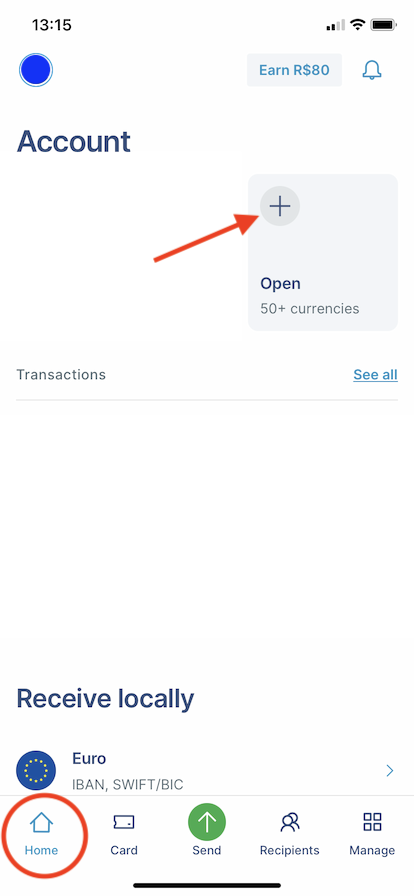 13:15
Earn R$80
Account
Open
50+ currencies
Transactions
See all
Receive locally
Euro
IBAN, SWIFT/BIC
Home
Card
Send
Recipients
Manage